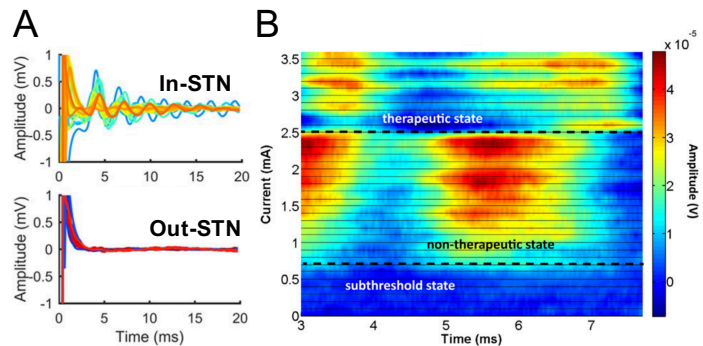 A
In-STN
Amplitude (mV)
1
0.5
0
-0.5
-1
0 5 10 15 20
Out-STN
Amplitude (mV)
1
0.5
0
-0.5
-1
0 5 10 15 20
Time (ms)
B
x 10⁻⁵
Current (mA)
3.5
3
2.5
2
1.5
1
0.5
0
therapeutic state
non-therapeutic state
subthreshold state
3 4 5 6 7
Time (ms)
4
3
2
1
0
Amplitude (V)